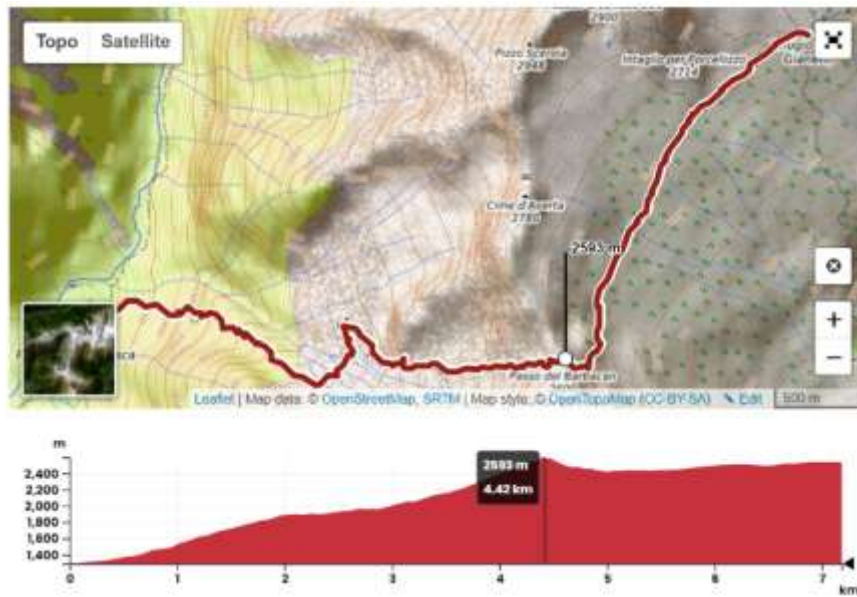 Topo Satellite
2900
Pizzo
2945
Intaglio per Porcellizzo
2714
Cime d'Averta
2780
2593 m
Passo del Barbacan
Leaflet | Map data: © OpenStreetMap, SRTM | Map style: © OpenTopoMap (CC-BY-SA) Edit
500 m
+
−
m
2,400
2,200
2,000
1,800
1,600
1,400
2593 m
4.42 km
0 1 2 3 4 5 6 7
km